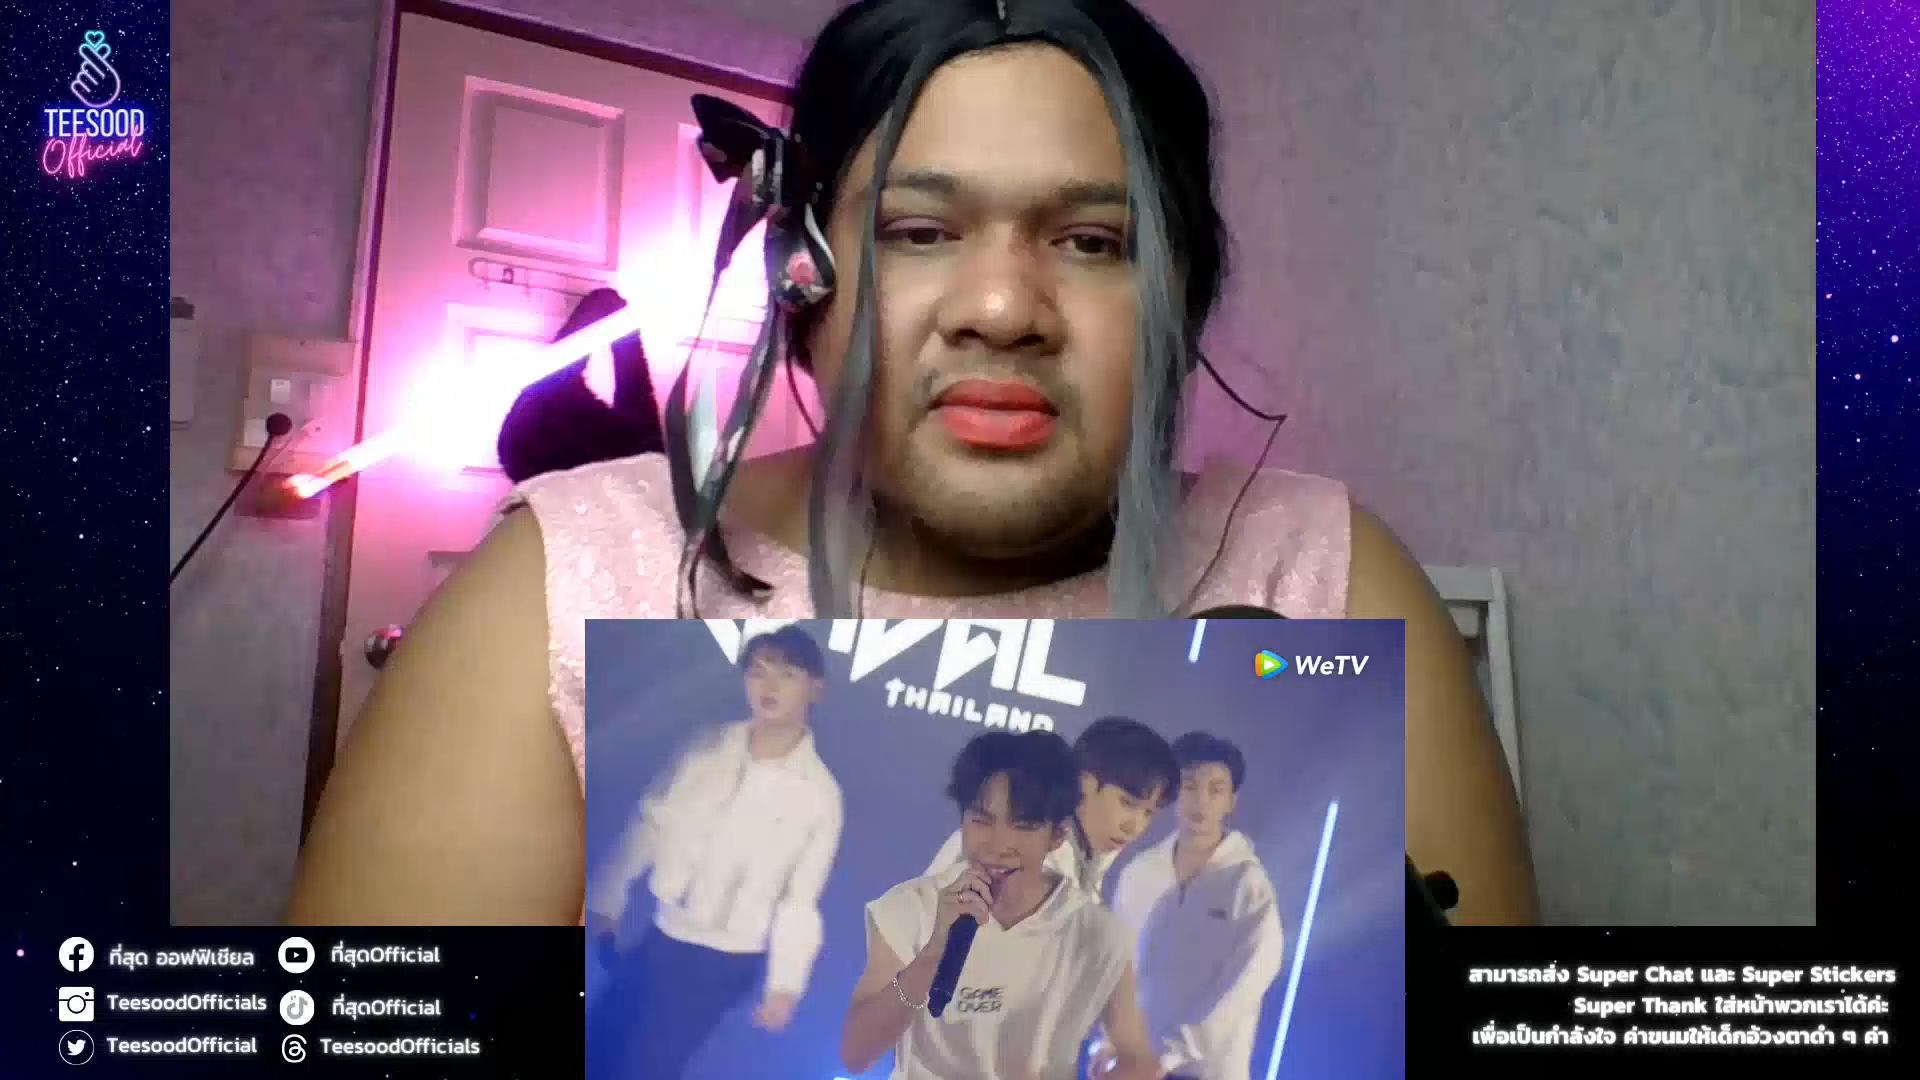 TEESOOD
Official
THAILAND
WeTV
GAME
OVER
ที่สุด ออฟฟิเชียล
ที่สุดOfficial
TeesoodOfficials
ที่สุดOfficial
TeesoodOfficial
TeesoodOfficials
สามารถส่ง Super Chat และ Super Stickers
Super Thank ใส่หน้าพวกเราได้ค่ะ
เพื่อเป็นกำลังใจ ค่าขนมให้เด็กอ้วงตาดำ ๆ ค่า